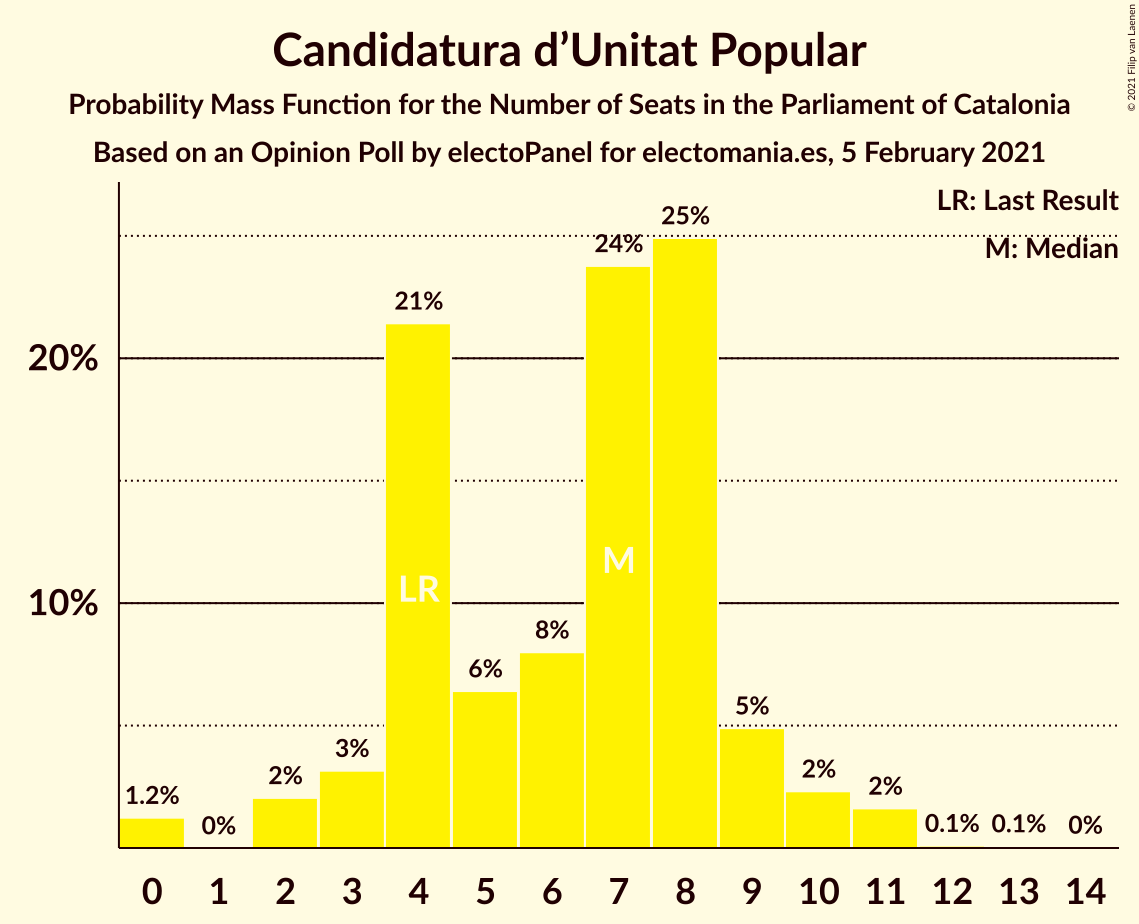 Candidatura d’Unitat Popular
Probability Mass Function for the Number of Seats in the Parliament of Catalonia
Based on an Opinion Poll by electoPanel for electomania.es, 5 February 2021
© 2021 Filip van Laenen
LR: Last Result
M: Median
25%
24%
21%
20%
M
LR
10%
8%
6%
5%
3%
2%
2%
2%
1.2%
0%
0.1%
0.1%
0%
0 1 2 3 4 5 6 7 8 9 10 11 12 13 14